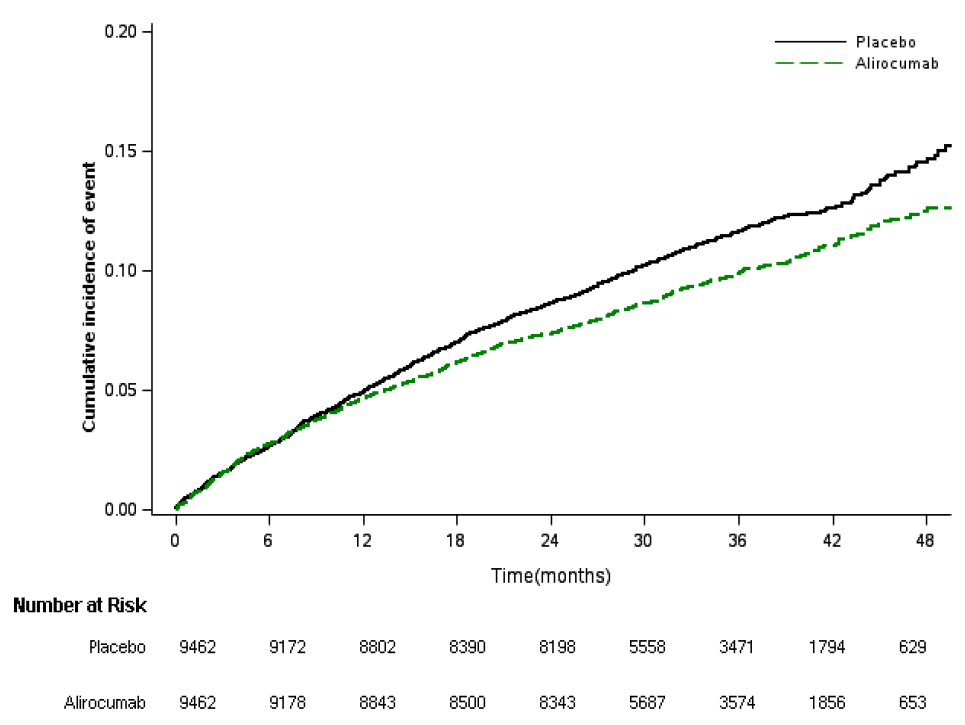 0.20
Placebo
Alirocumab
0.15
0.10
0.05
0.00
Cumulative incidence of event
0 6 12 18 24 30 36 42 48
Time(months)
Number at Risk
Placebo 9462 9172 8802 8390 8198 5558 3471 1794 629
Alirocumab 9462 9178 8843 8500 8343 5687 3574 1856 653